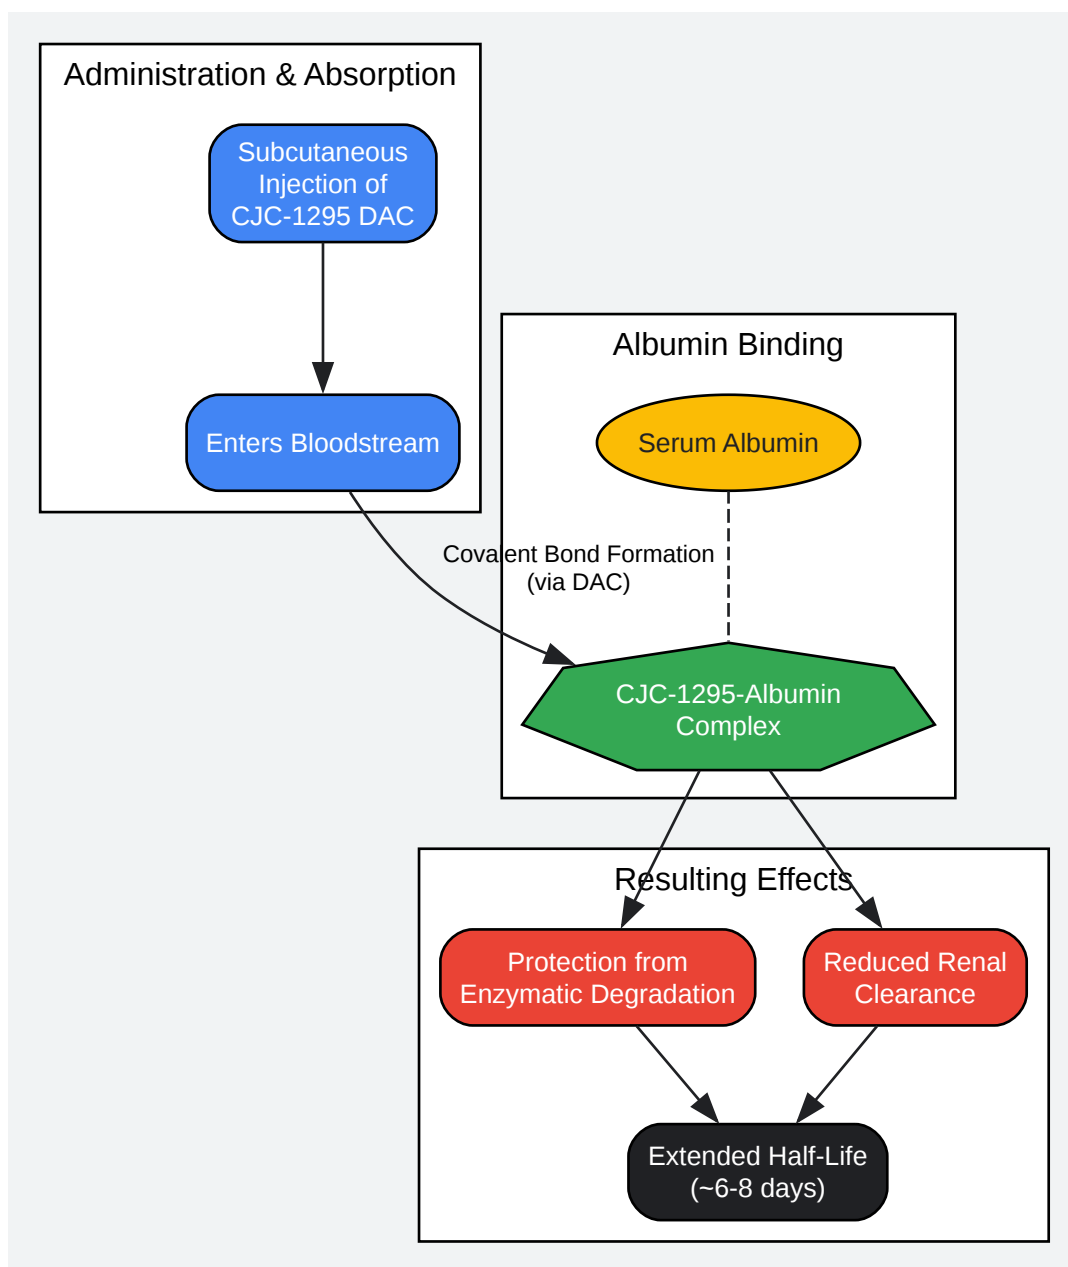 Administration & Absorption
Subcutaneous
Injection of
CJC-1295 DAC
Enters Bloodstream
Albumin Binding
Serum Albumin
Covalent Bond Formation
(via DAC)
CJC-1295-Albumin
Complex
Resulting Effects
Protection from
Enzymatic Degradation
Reduced Renal
Clearance
Extended Half-Life
(~6-8 days)